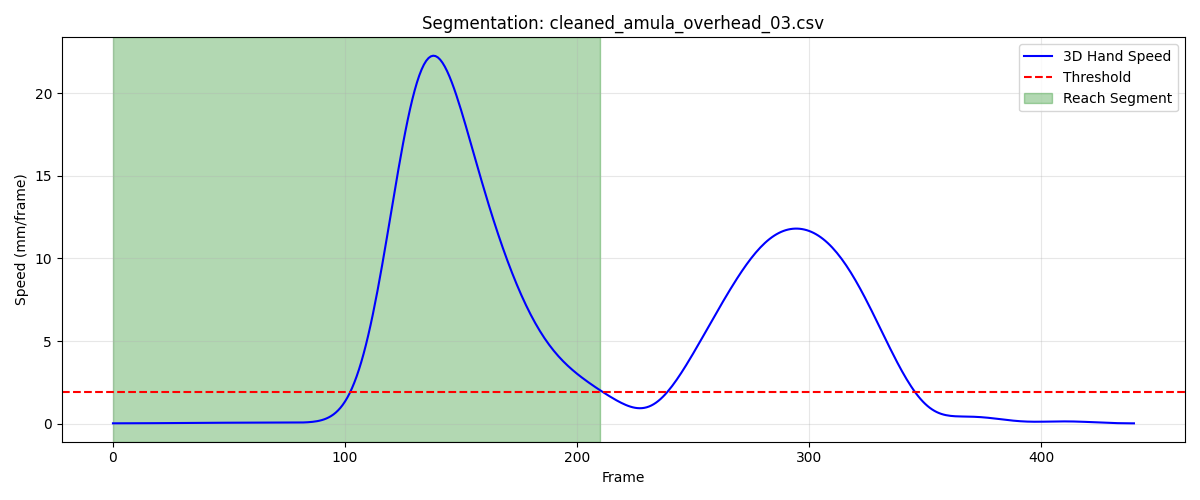 Segmentation: cleaned_amula_overhead_03.csv
3D Hand Speed
Threshold
Reach Segment
Speed (mm/frame)
20
15
10
5
0
0 100 200 300 400
Frame